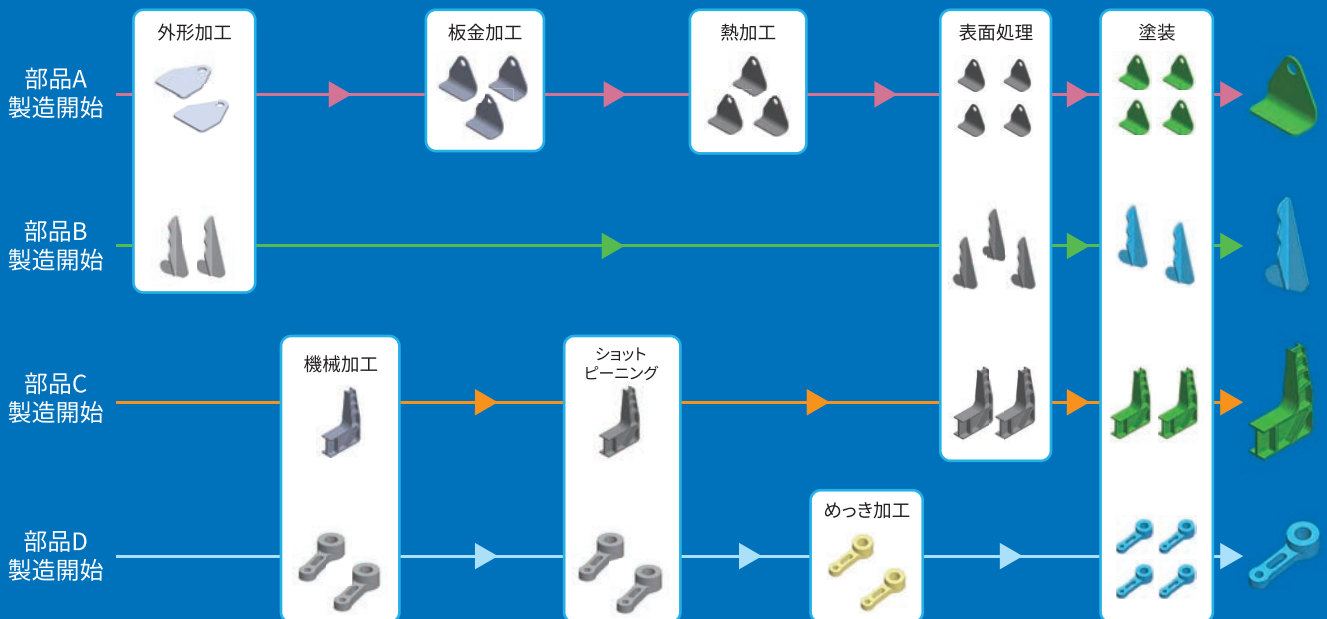 外形加工
板金加工
熱加工
表面処理
塗装
部品A
製造開始
部品B
製造開始
部品C
製造開始
機械加工
ショット
ピーニング
部品D
製造開始
めっき加工